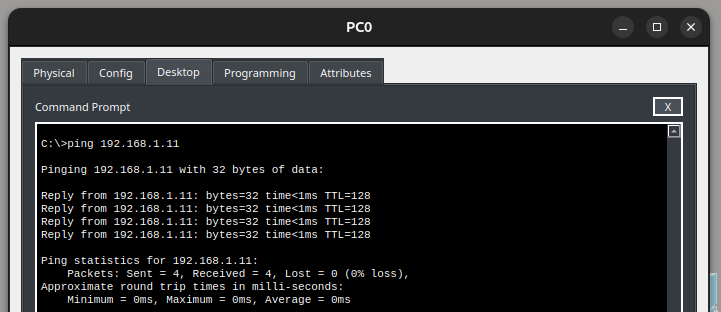 PC0
Physical Config Desktop Programming Attributes
Command Prompt X
C:\>ping 192.168.1.11
Pinging 192.168.1.11 with 32 bytes of data:
Reply from 192.168.1.11: bytes=32 time<1ms TTL=128
Reply from 192.168.1.11: bytes=32 time<1ms TTL=128
Reply from 192.168.1.11: bytes=32 time<1ms TTL=128
Reply from 192.168.1.11: bytes=32 time<1ms TTL=128
Ping statistics for 192.168.1.11:
    Packets: Sent = 4, Received = 4, Lost = 0 (0% loss),
Approximate round trip times in milli-seconds:
    Minimum = 0ms, Maximum = 0ms, Average = 0ms